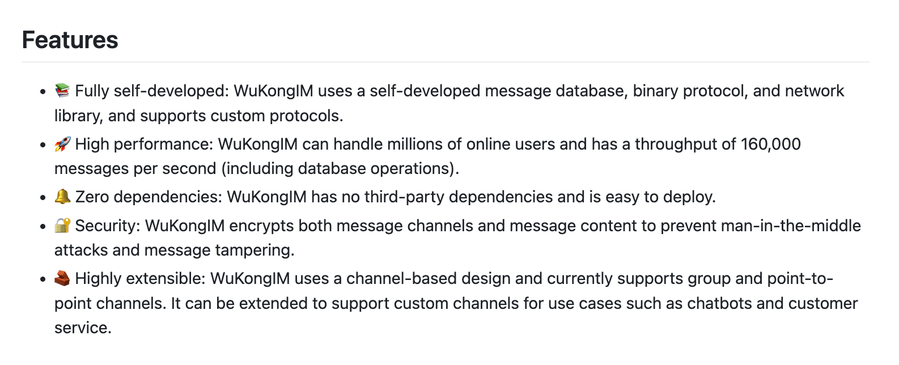 Features
• 📚 Fully self-developed: WuKongIM uses a self-developed message database, binary protocol, and network
library, and supports custom protocols.
• 🚀 High performance: WuKongIM can handle millions of online users and has a throughput of 160,000
messages per second (including database operations).
• 🔔 Zero dependencies: WuKongIM has no third-party dependencies and is easy to deploy.
• 🔐 Security: WuKongIM encrypts both message channels and message content to prevent man-in-the-middle
attacks and message tampering.
• 🧱 Highly extensible: WuKongIM uses a channel-based design and currently supports group and point-to-
point channels. It can be extended to support custom channels for use cases such as chatbots and customer
service.